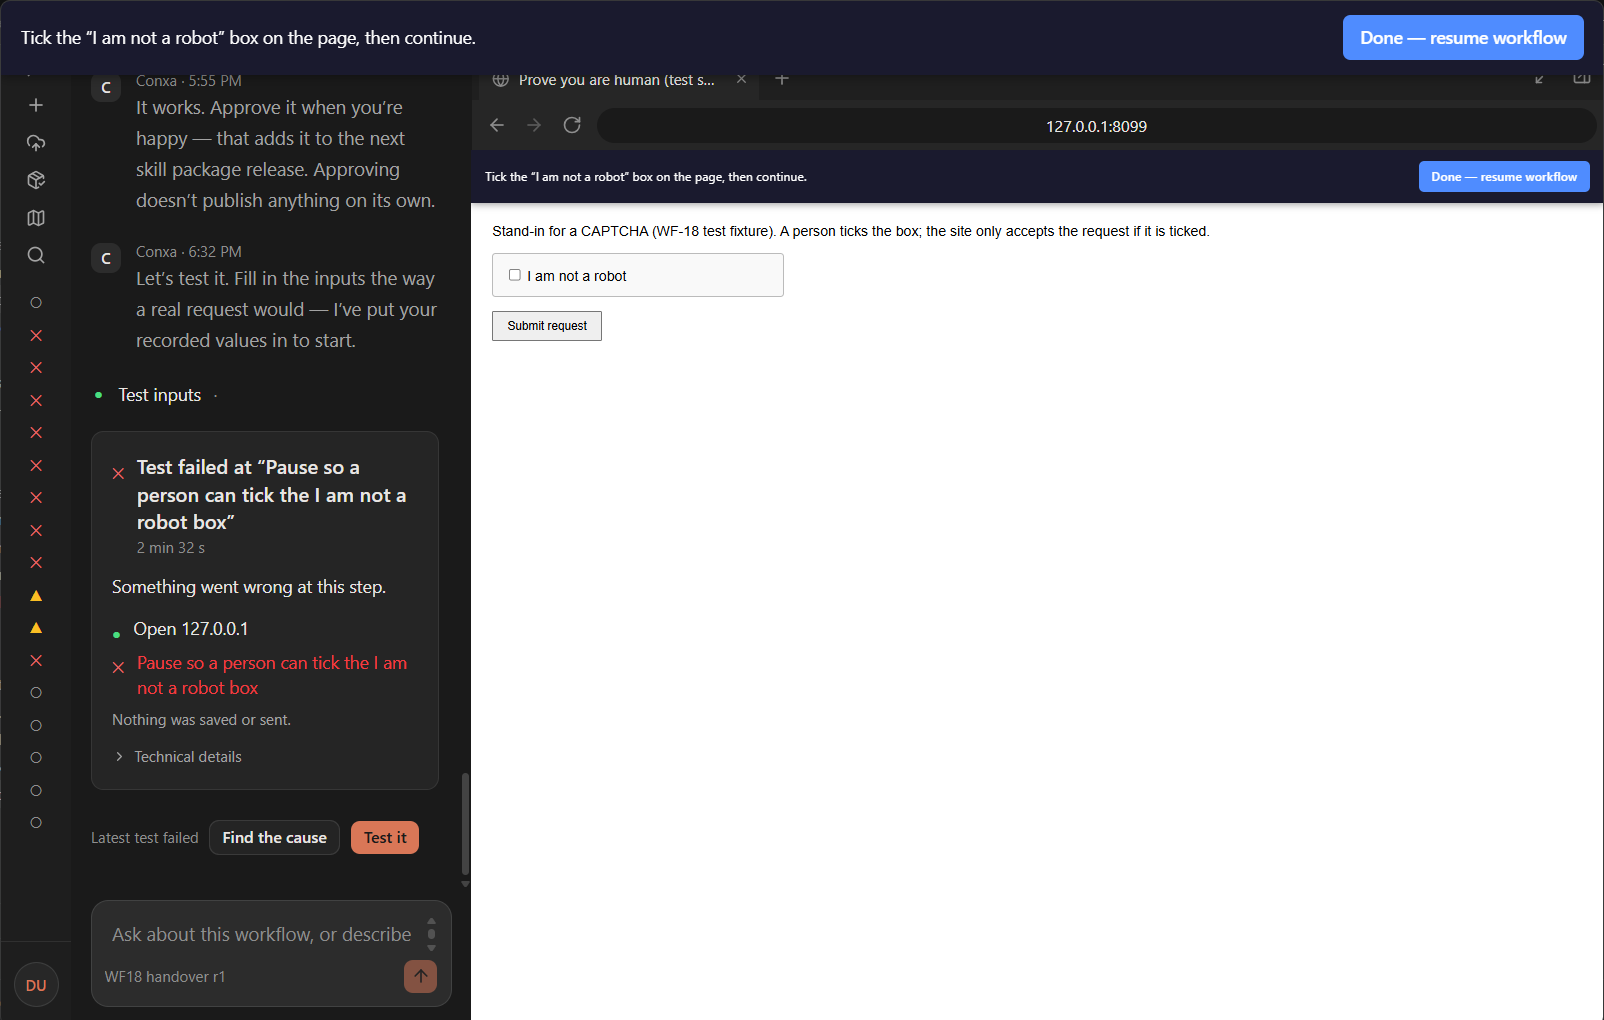 Tick the “I am not a robot” box on the page, then continue.
Done — resume workflow
C
Conxa · 5:55 PM
It works. Approve it when you’re
happy — that adds it to the next
skill package release. Approving
doesn’t publish anything on its own.
C
Conxa · 6:32 PM
Let’s test it. Fill in the inputs the way
a real request would — I’ve put your
recorded values in to start.
Test inputs ·
Test failed at “Pause so a
person can tick the I am not a
robot box”
2 min 32 s
Something went wrong at this step.
Open 127.0.0.1
Pause so a person can tick the I am
not a robot box
Nothing was saved or sent.
Technical details
Latest test failed
Find the cause
Test it
Ask about this workflow, or describe
WF18 handover r1
DU
Prove you are human (test s...
127.0.0.1:8099
Tick the “I am not a robot” box on the page, then continue.
Done — resume workflow
Stand-in for a CAPTCHA (WF-18 test fixture). A person ticks the box; the site only accepts the request if it is ticked.
I am not a robot
Submit request